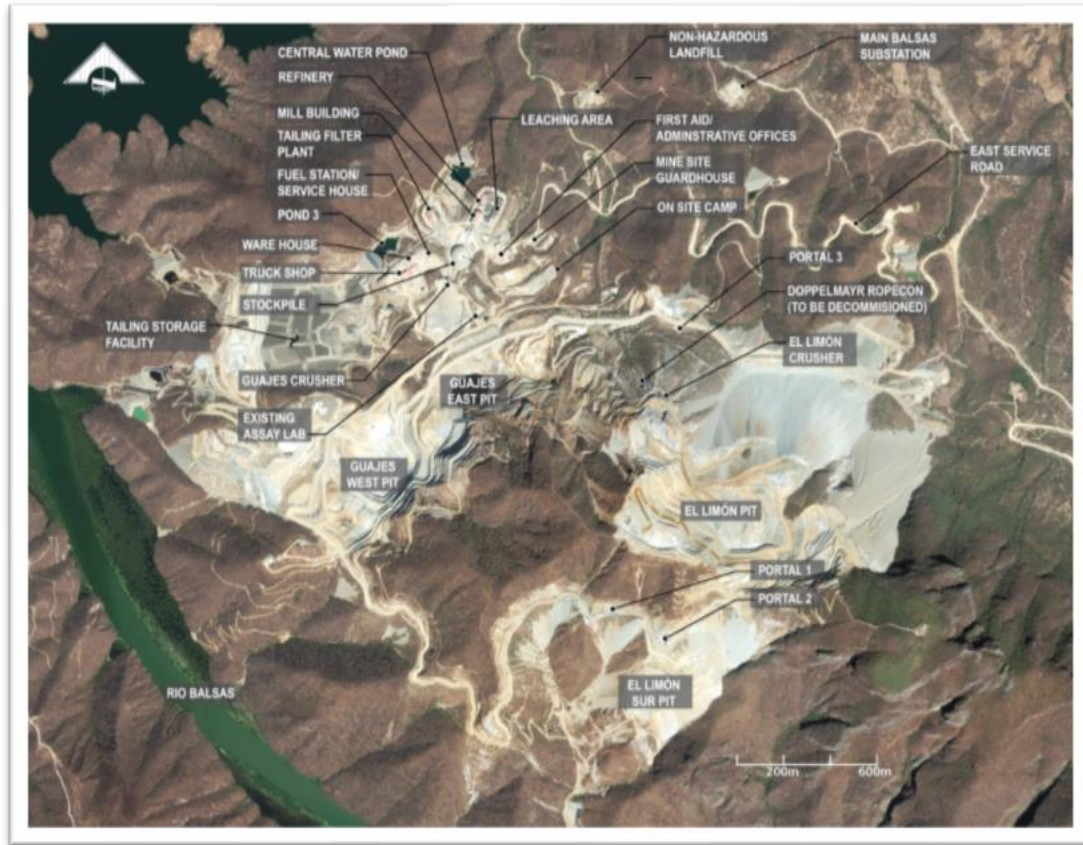 CENTRAL WATER POND
REFINERY
MILL BUILDING
TAILING FILTER
PLANT
FUEL STATION/
SERVICE HOUSE
POND 3
WARE HOUSE
TRUCK SHOP
STOCKPILE
TAILING STORAGE
FACILITY
GUAJES CRUSHER
EXISTING
ASSAY LAB
NON-HAZARDOUS
LANDFILL
MAIN BALSAS
SUBSTATION
LEACHING AREA
FIRST AID/
ADMINSTRATIVE OFFICES
MINE SITE
GUARDHOUSE
ON SITE CAMP
EAST SERVICE
ROAD
PORTAL 3
DOPPELMAYR ROPECON
(TO BE DECOMMISIONED)
EL LIMÓN
CRUSHER
GUAJES
EAST PIT
GUAJES
WEST PIT
EL LIMÓN PIT
PORTAL 1
PORTAL 2
EL LIMÓN
SUR PIT
RIO BALSAS
200m 600m